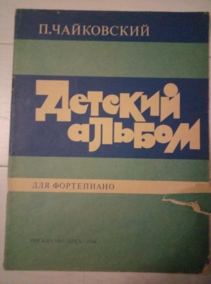 П. ЧАЙКОВСКИЙ
Детский
альбом
ДЛЯ ФОРТЕПИАНО